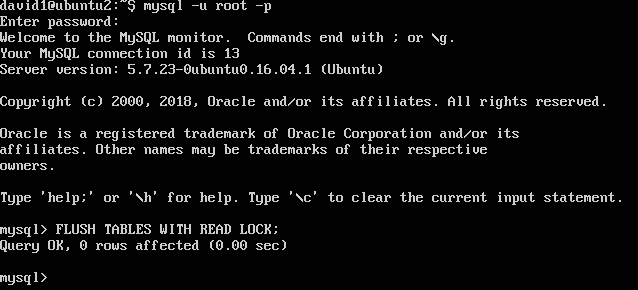 david1@ubuntu2:~$ mysql -u root -p
Enter password:
Welcome to the MySQL monitor.  Commands end with ; or \g.
Your MySQL connection id is 13
Server version: 5.7.23-0ubuntu0.16.04.1 (Ubuntu)
Copyright (c) 2000, 2018, Oracle and/or its affiliates. All rights reserved.
Oracle is a registered trademark of Oracle Corporation and/or its
affiliates. Other names may be trademarks of their respective
owners.
Type 'help;' or '\h' for help. Type '\c' to clear the current input statement.
mysql> FLUSH TABLES WITH READ LOCK;
Query OK, 0 rows affected (0.00 sec)
mysql>